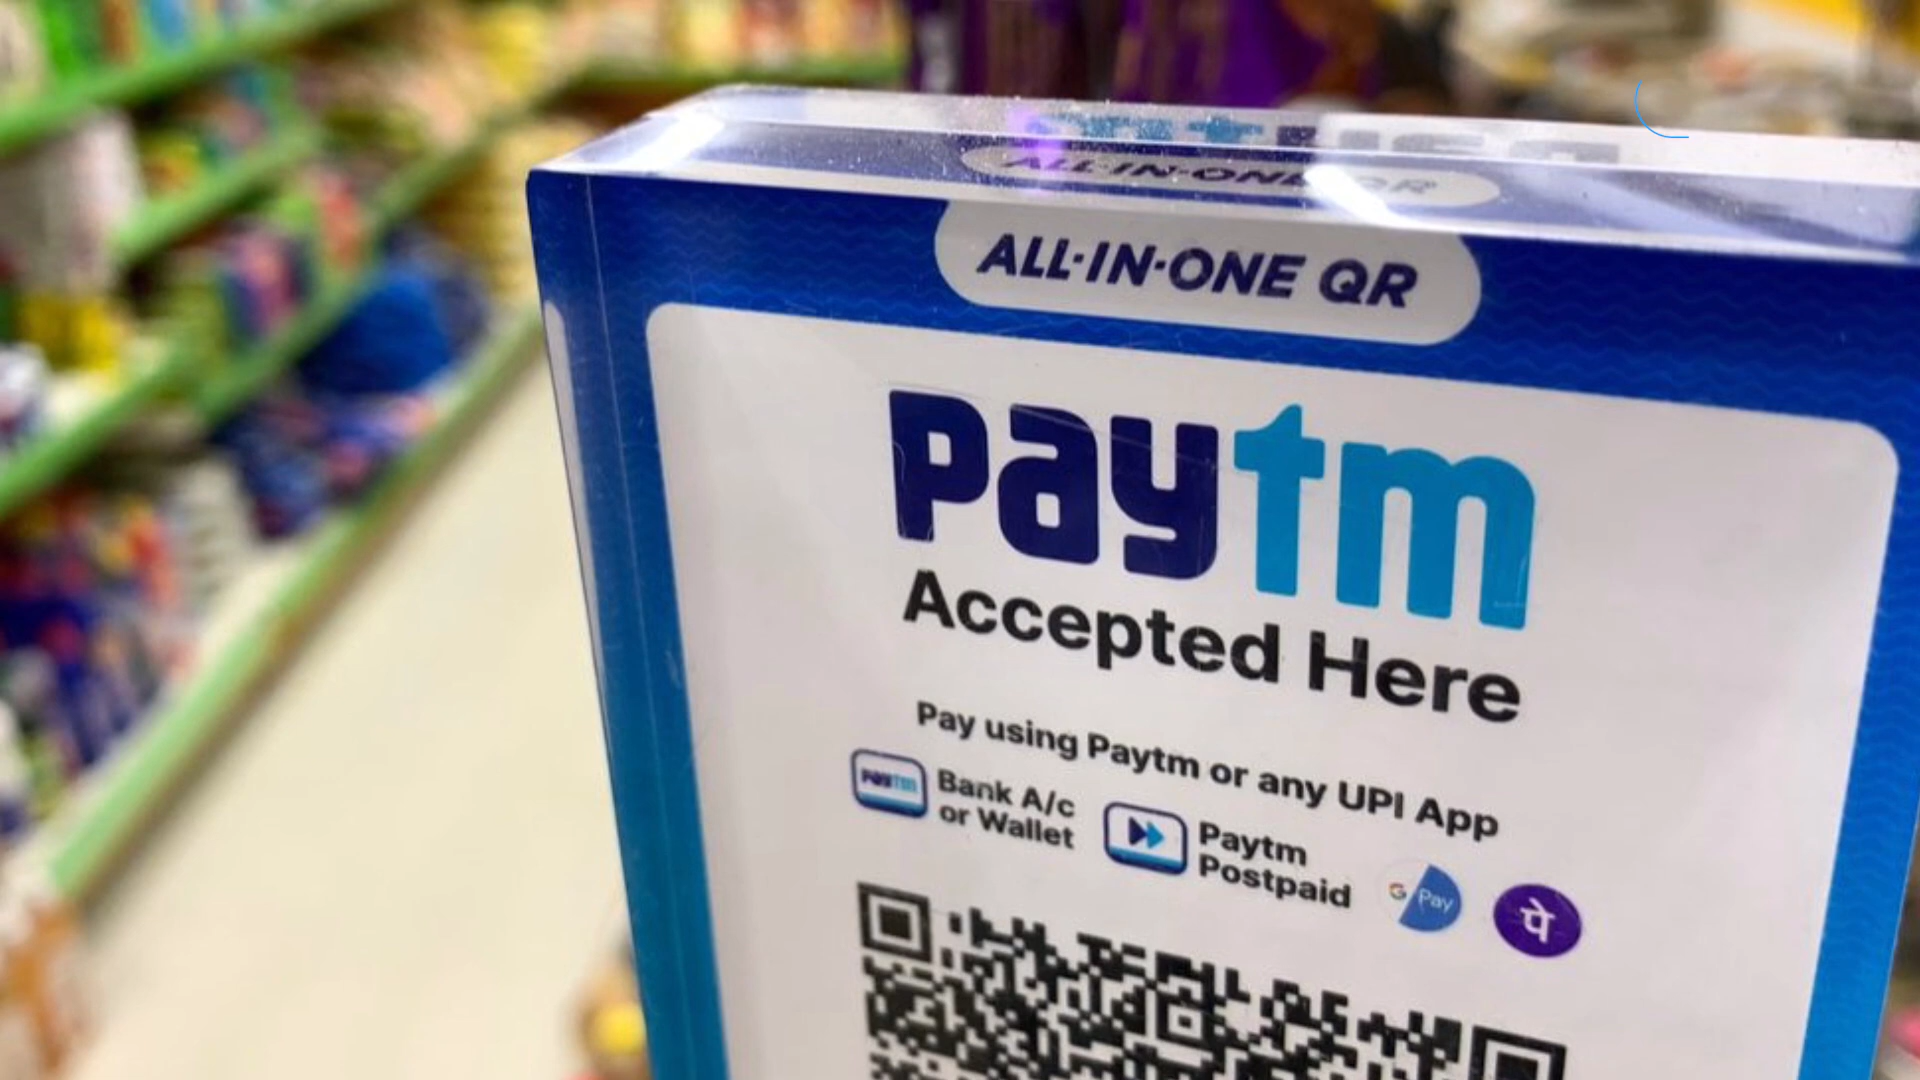 ALL-IN-ONE QR
ALL·IN·ONE QR
paytm
Accepted Here
Pay using Paytm or any UPI App
paytm
Bank A/c
or Wallet
Paytm
Postpaid
G Pay
पे